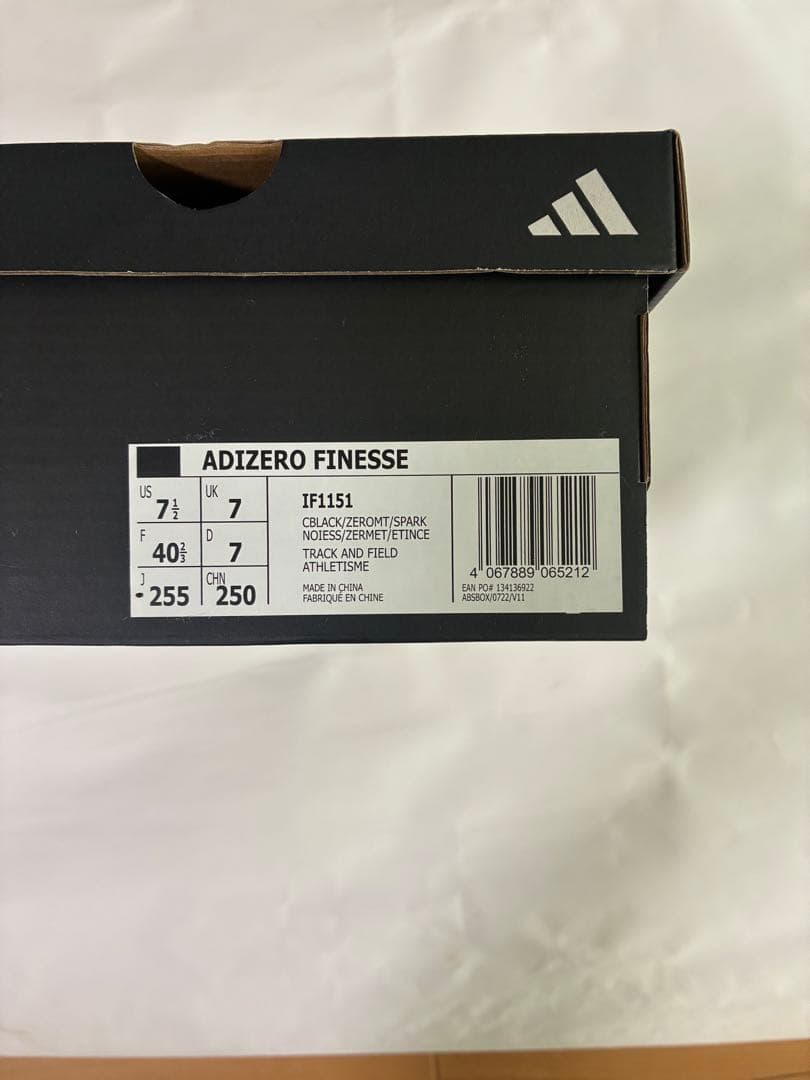 ADIZERO FINESSE
US 7½
UK 7
F 40⅔
D 7
J 255
CHN 250
IF1151
CBLACK/ZEROMT/SPARK
NOIESS/ZERMET/ETINCE
TRACK AND FIELD
ATHLETISME
MADE IN CHINA
FABRIQUÉ EN CHINE
4 067889 065212
EAN PO# 134136922
ABSBOX/0722/V11